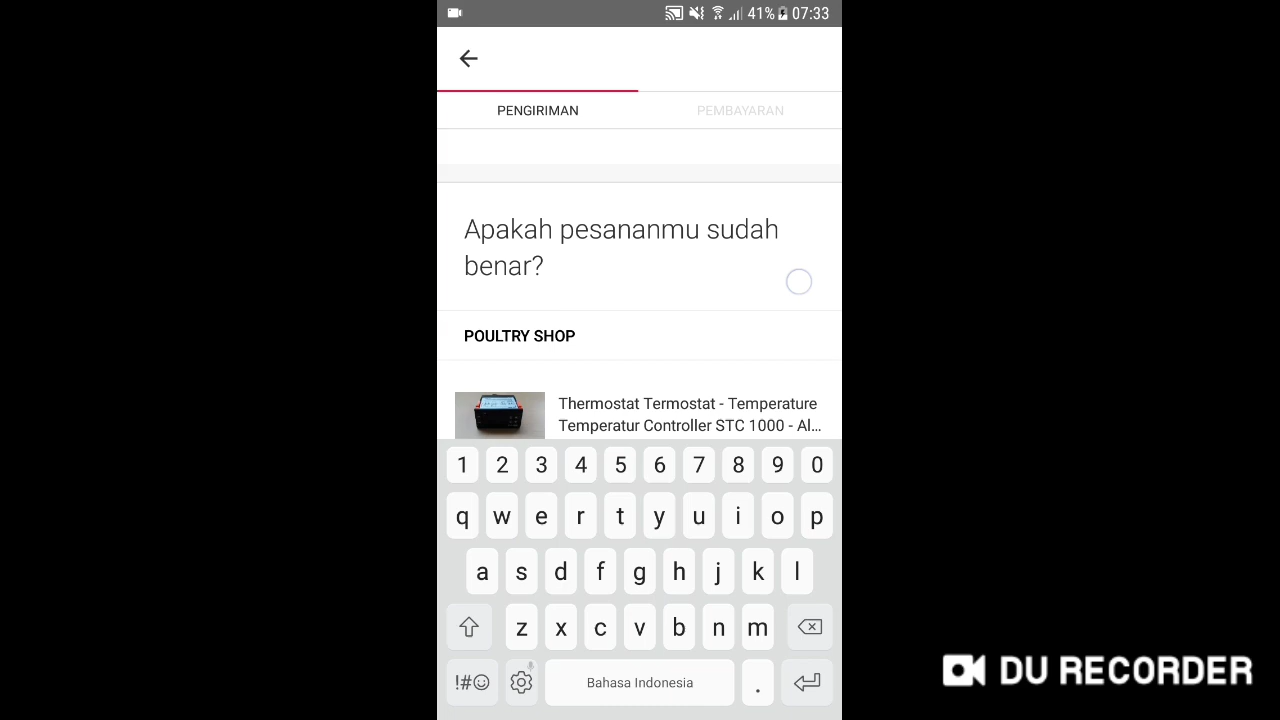 41% 07:33
PENGIRIMAN PEMBAYARAN
Apakah pesananmu sudah
benar?
POULTRY SHOP
Thermostat Termostat - Temperature
Temperatur Controller STC 1000 - Al...
1 2 3 4 5 6 7 8 9 0
q w e r t y u i o p
a s d f g h j k l
z x c v b n m
!#☺ Bahasa Indonesia .
DU RECORDER